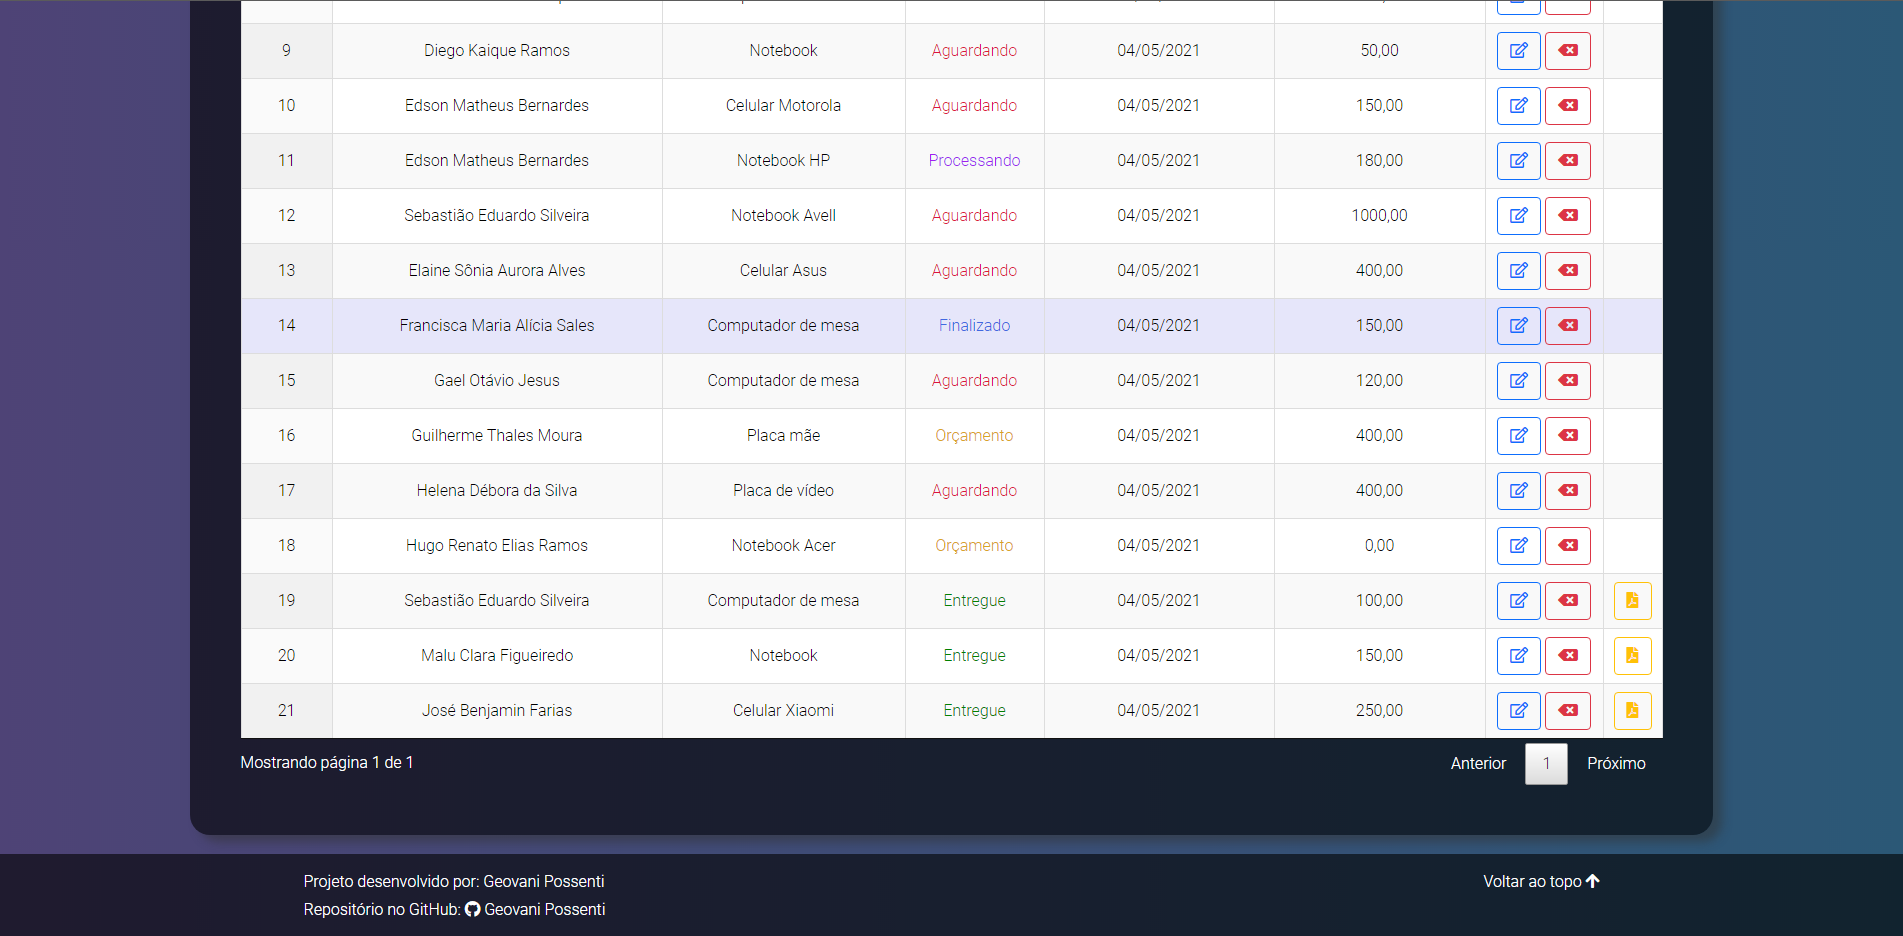 9 Diego Kaique Ramos Notebook Aguardando 04/05/2021 50,00
10 Edson Matheus Bernardes Celular Motorola Aguardando 04/05/2021 150,00
11 Edson Matheus Bernardes Notebook HP Processando 04/05/2021 180,00
12 Sebastião Eduardo Silveira Notebook Avell Aguardando 04/05/2021 1000,00
13 Elaine Sônia Aurora Alves Celular Asus Aguardando 04/05/2021 400,00
14 Francisca Maria Alícia Sales Computador de mesa Finalizado 04/05/2021 150,00
15 Gael Otávio Jesus Computador de mesa Aguardando 04/05/2021 120,00
16 Guilherme Thales Moura Placa mãe Orçamento 04/05/2021 400,00
17 Helena Débora da Silva Placa de vídeo Aguardando 04/05/2021 400,00
18 Hugo Renato Elias Ramos Notebook Acer Orçamento 04/05/2021 0,00
19 Sebastião Eduardo Silveira Computador de mesa Entregue 04/05/2021 100,00
20 Malu Clara Figueiredo Notebook Entregue 04/05/2021 150,00
21 José Benjamin Farias Celular Xiaomi Entregue 04/05/2021 250,00
Mostrando página 1 de 1 Anterior 1 Próximo
Projeto desenvolvido por: Geovani Possenti Voltar ao topo
Repositório no GitHub: Geovani Possenti